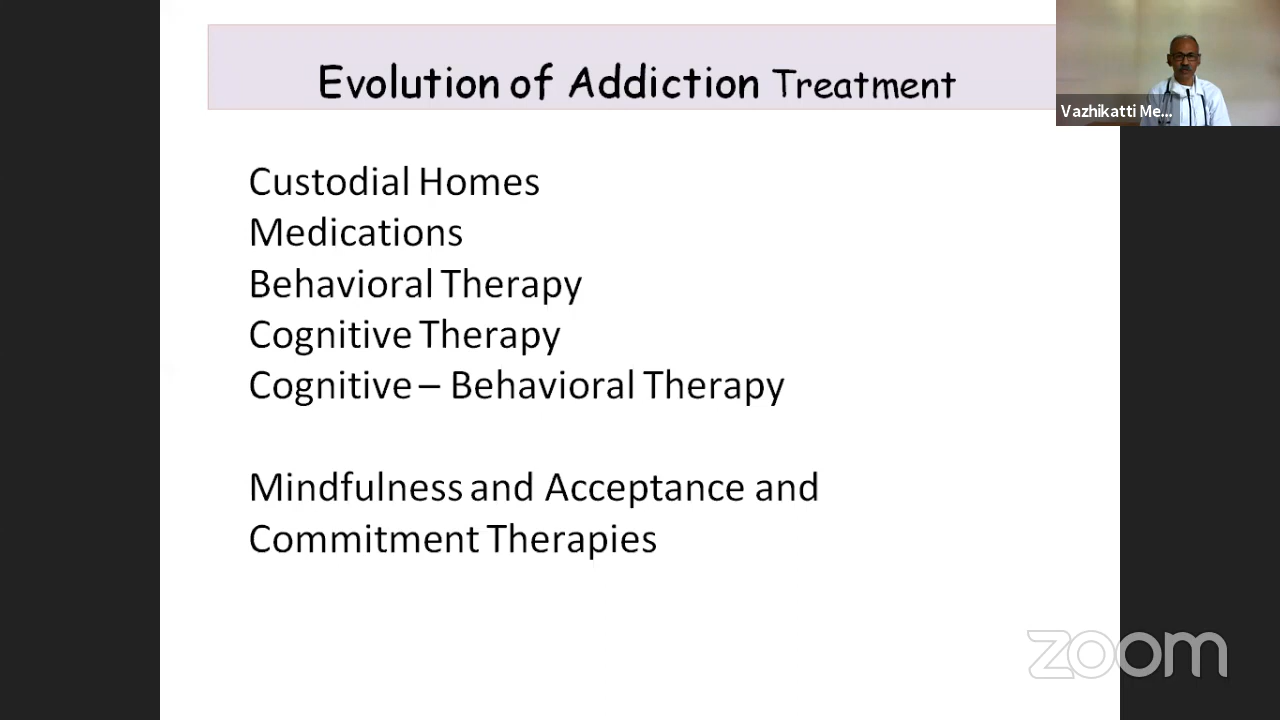 Evolution of Addiction Treatment
Vazhikatti Me...
Custodial Homes
Medications
Behavioral Therapy
Cognitive Therapy
Cognitive – Behavioral Therapy
Mindfulness and Acceptance and
Commitment Therapies
zoom